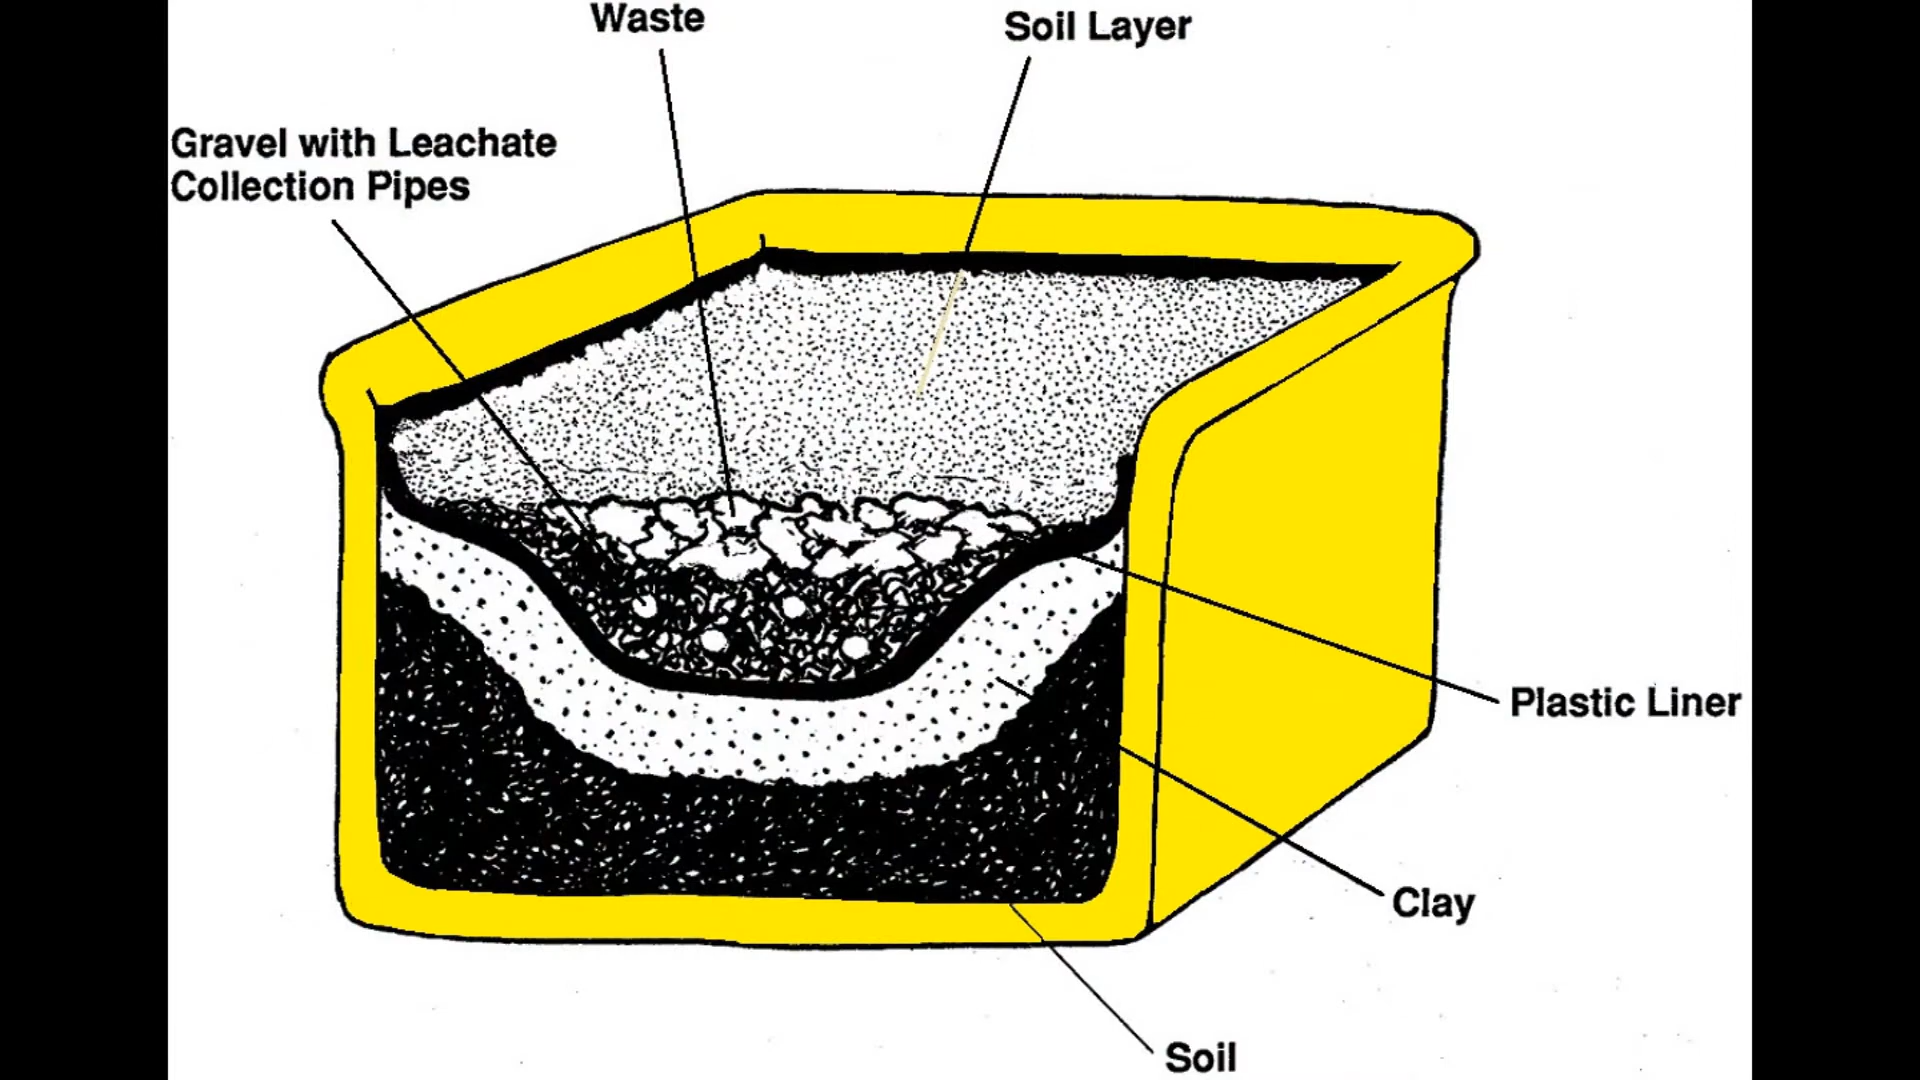 Waste
Soil Layer
Gravel with Leachate
Collection Pipes
Plastic Liner
Clay
Soil